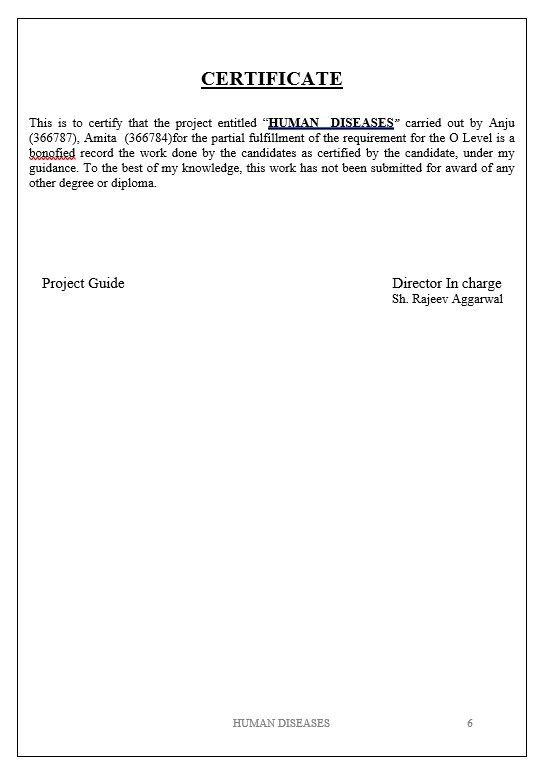 CERTIFICATE
This is to certify that the project entitled “HUMAN DISEASES” carried out by Anju
(366787), Amita (366784)for the partial fulfillment of the requirement for the O Level is a
bonofied record the work done by the candidates as certified by the candidate, under my
guidance. To the best of my knowledge, this work has not been submitted for award of any
other degree or diploma.
Project Guide
Director In charge
Sh. Rajeev Aggarwal
HUMAN DISEASES
6